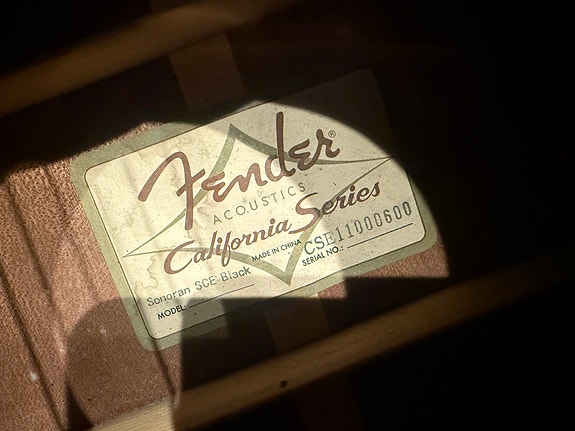 Fender®
ACOUSTICS
California Series
MADE IN CHINA CSE11000600
Sonoran SCE-Black SERIAL NO.:
MODEL: